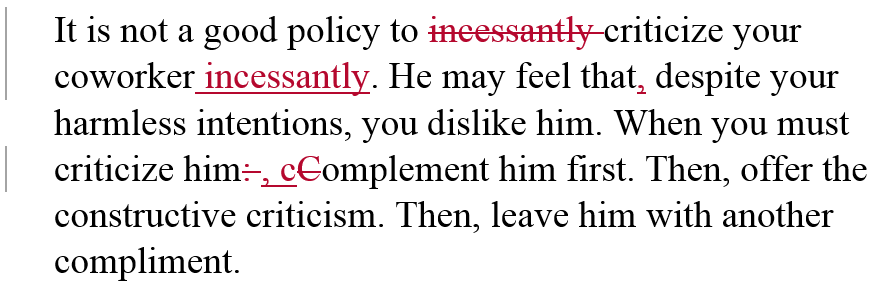 It is not a good policy to incessantly criticize your
coworker incessantly. He may feel that, despite your
harmless intentions, you dislike him. When you must
criticize him: , cComplement him first. Then, offer the
constructive criticism. Then, leave him with another
compliment.